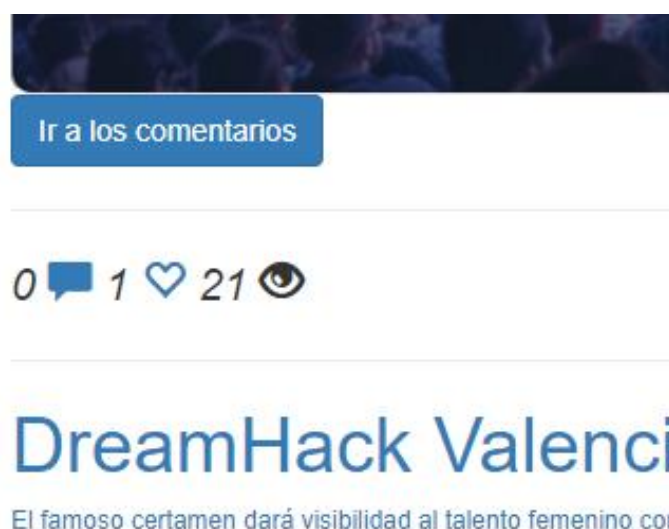 Ir a los comentarios
0 1 21
DreamHack Valenci
El famoso certamen dará visibilidad al talento femenino co